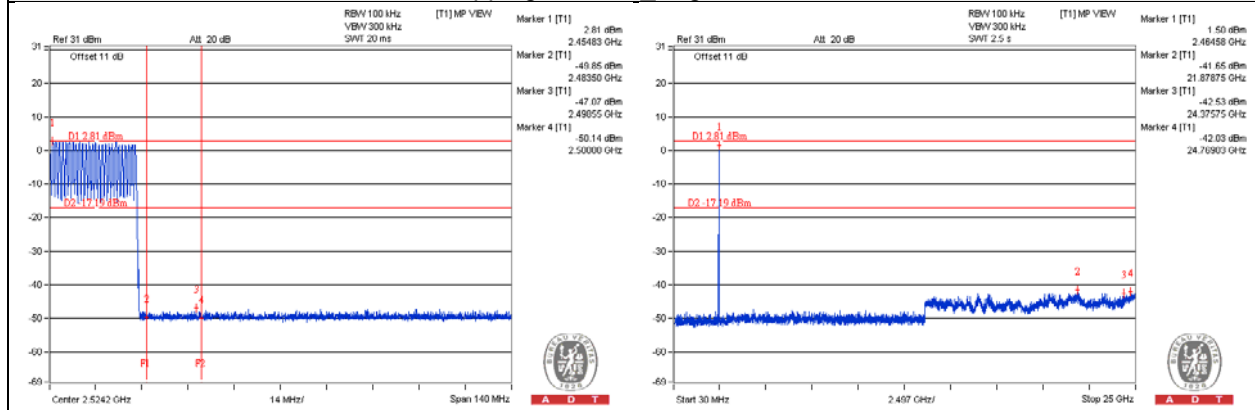 RBW 100 kHz
[T1] MP VIEW
VBW 300 kHz
Ref 31 dBm
Att 20 dB
SWT 20 ms
Marker 1 [T1]
2.81 dBm
2.45483 GHz
Marker 2 [T1]
-49.85 dBm
2.48350 GHz
Marker 3 [T1]
-47.07 dBm
2.49855 GHz
Marker 4 [T1]
-50.14 dBm
2.50000 GHz
31
Offset 11 dB
20
10
1
D1 2.81 dBm
0
-10
D2 -17.19 dBm
-20
-30
-40
3
2
4
-50
-60
F1
F2
-69
Center 2.5242 GHz
14 MHz/
Span 140 MHz
BUREAU VERITAS
1828
A D T
RBW 100 kHz
[T1] MP VIEW
VBW 300 kHz
Ref 31 dBm
Att 20 dB
SWT 2.5 s
Marker 1 [T1]
1.50 dBm
2.46458 GHz
Marker 2 [T1]
-41.65 dBm
21.87875 GHz
Marker 3 [T1]
-42.53 dBm
24.37575 GHz
Marker 4 [T1]
-42.03 dBm
24.76903 GHz
31
Offset 11 dB
20
10
1
D1 2.81 dBm
0
-10
D2 -17.19 dBm
-20
-30
2
3 4
-40
-50
-60
-69
Start 30 MHz
2.497 GHz/
Stop 25 GHz
BUREAU VERITAS
1828
A D T